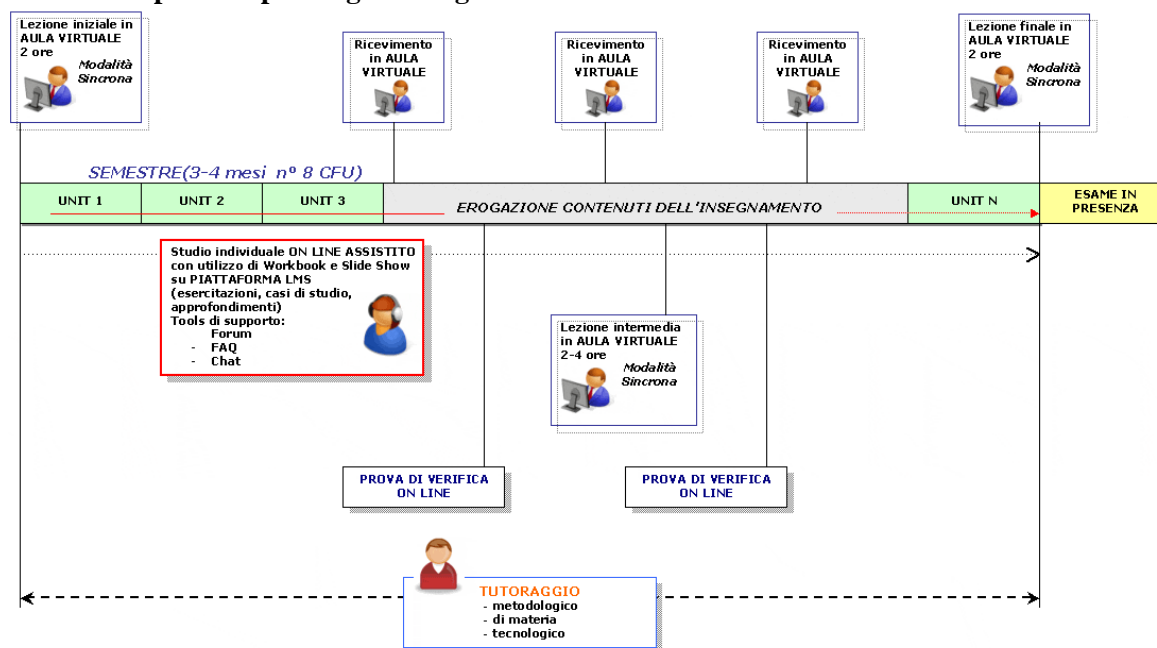 Lezione iniziale in
AULA VIRTUALE
2 ore
Modalità
Sincrona
Ricevimento
in AULA
VIRTUALE
Ricevimento
in AULA
VIRTUALE
Ricevimento
in AULA
VIRTUALE
Lezione finale in
AULA VIRTUALE
2 ore
Modalità
Sincrona
SEMESTRE(3-4 mesi n° 8 CFU)
UNIT 1
UNIT 2
UNIT 3
EROGAZIONE CONTENUTI DELL'INSEGNAMENTO
UNIT N
ESAME IN
PRESENZA
Studio individuale ON LINE ASSISTITO
con utilizzo di Workbook e Slide Show
su PIATTAFORMA LMS
(esercitazioni, casi di studio,
approfondimenti)
Tools di supporto:
Forum
- FAQ
- Chat
Lezione intermedia
in AULA VIRTUALE
2-4 ore
Modalità
Sincrona
PROVA DI VERIFICA
ON LINE
PROVA DI VERIFICA
ON LINE
TUTORAGGIO
- metodologico
- di materia
- tecnologico